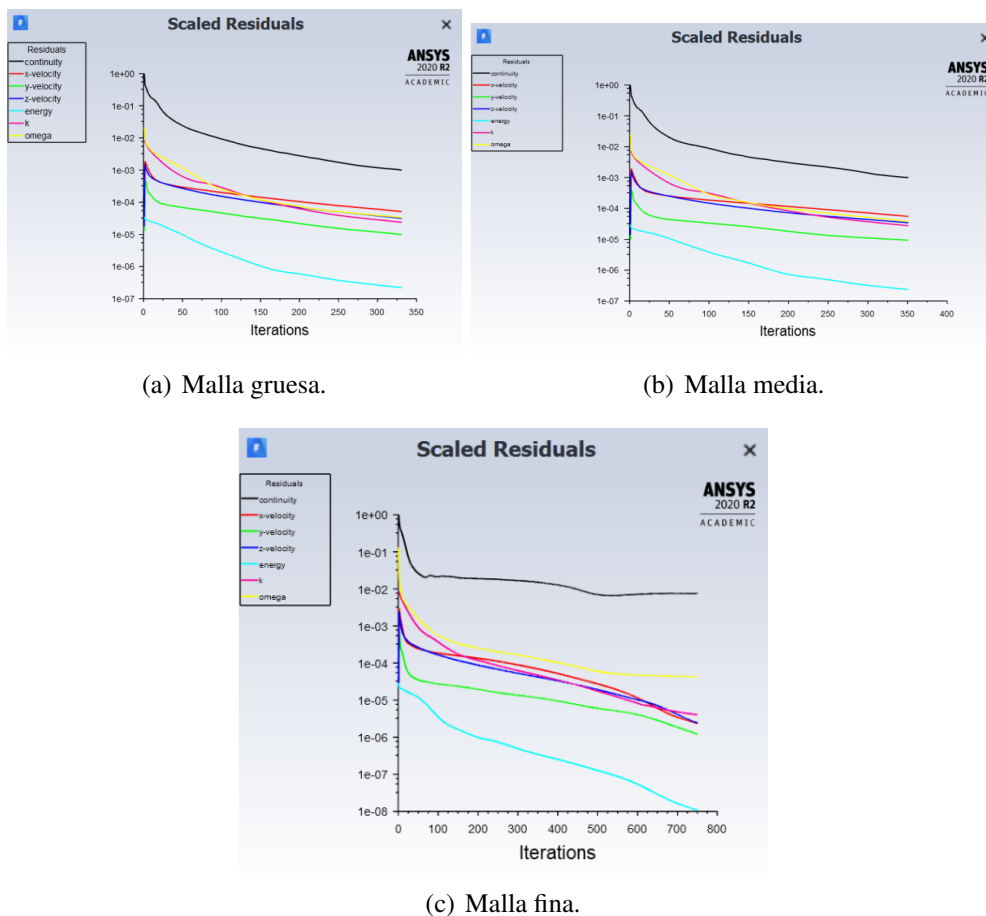 Scaled Residuals
Residuals
continuity
x-velocity
y-velocity
z-velocity
energy
k
omega
ANSYS
2020 R2
ACADEMIC
1e+00
1e-01
1e-02
1e-03
1e-04
1e-05
1e-06
1e-07
0 50 100 150 200 250 300 350
Iterations
(a) Malla gruesa.
Scaled Residuals
Residuals
continuity
x-velocity
y-velocity
z-velocity
energy
k
omega
ANSYS
2020 R2
ACADEMIC
1e+00
1e-01
1e-02
1e-03
1e-04
1e-05
1e-06
1e-07
0 50 100 150 200 250 300 350 400
Iterations
(b) Malla media.
Scaled Residuals
Residuals
continuity
x-velocity
y-velocity
z-velocity
energy
k
omega
ANSYS
2020 R2
ACADEMIC
1e+00
1e-01
1e-02
1e-03
1e-04
1e-05
1e-06
1e-07
1e-08
0 100 200 300 400 500 600 700 800
Iterations
(c) Malla fina.